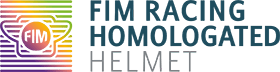 FIM
FIM RACING
HOMOLOGATED
HELMET